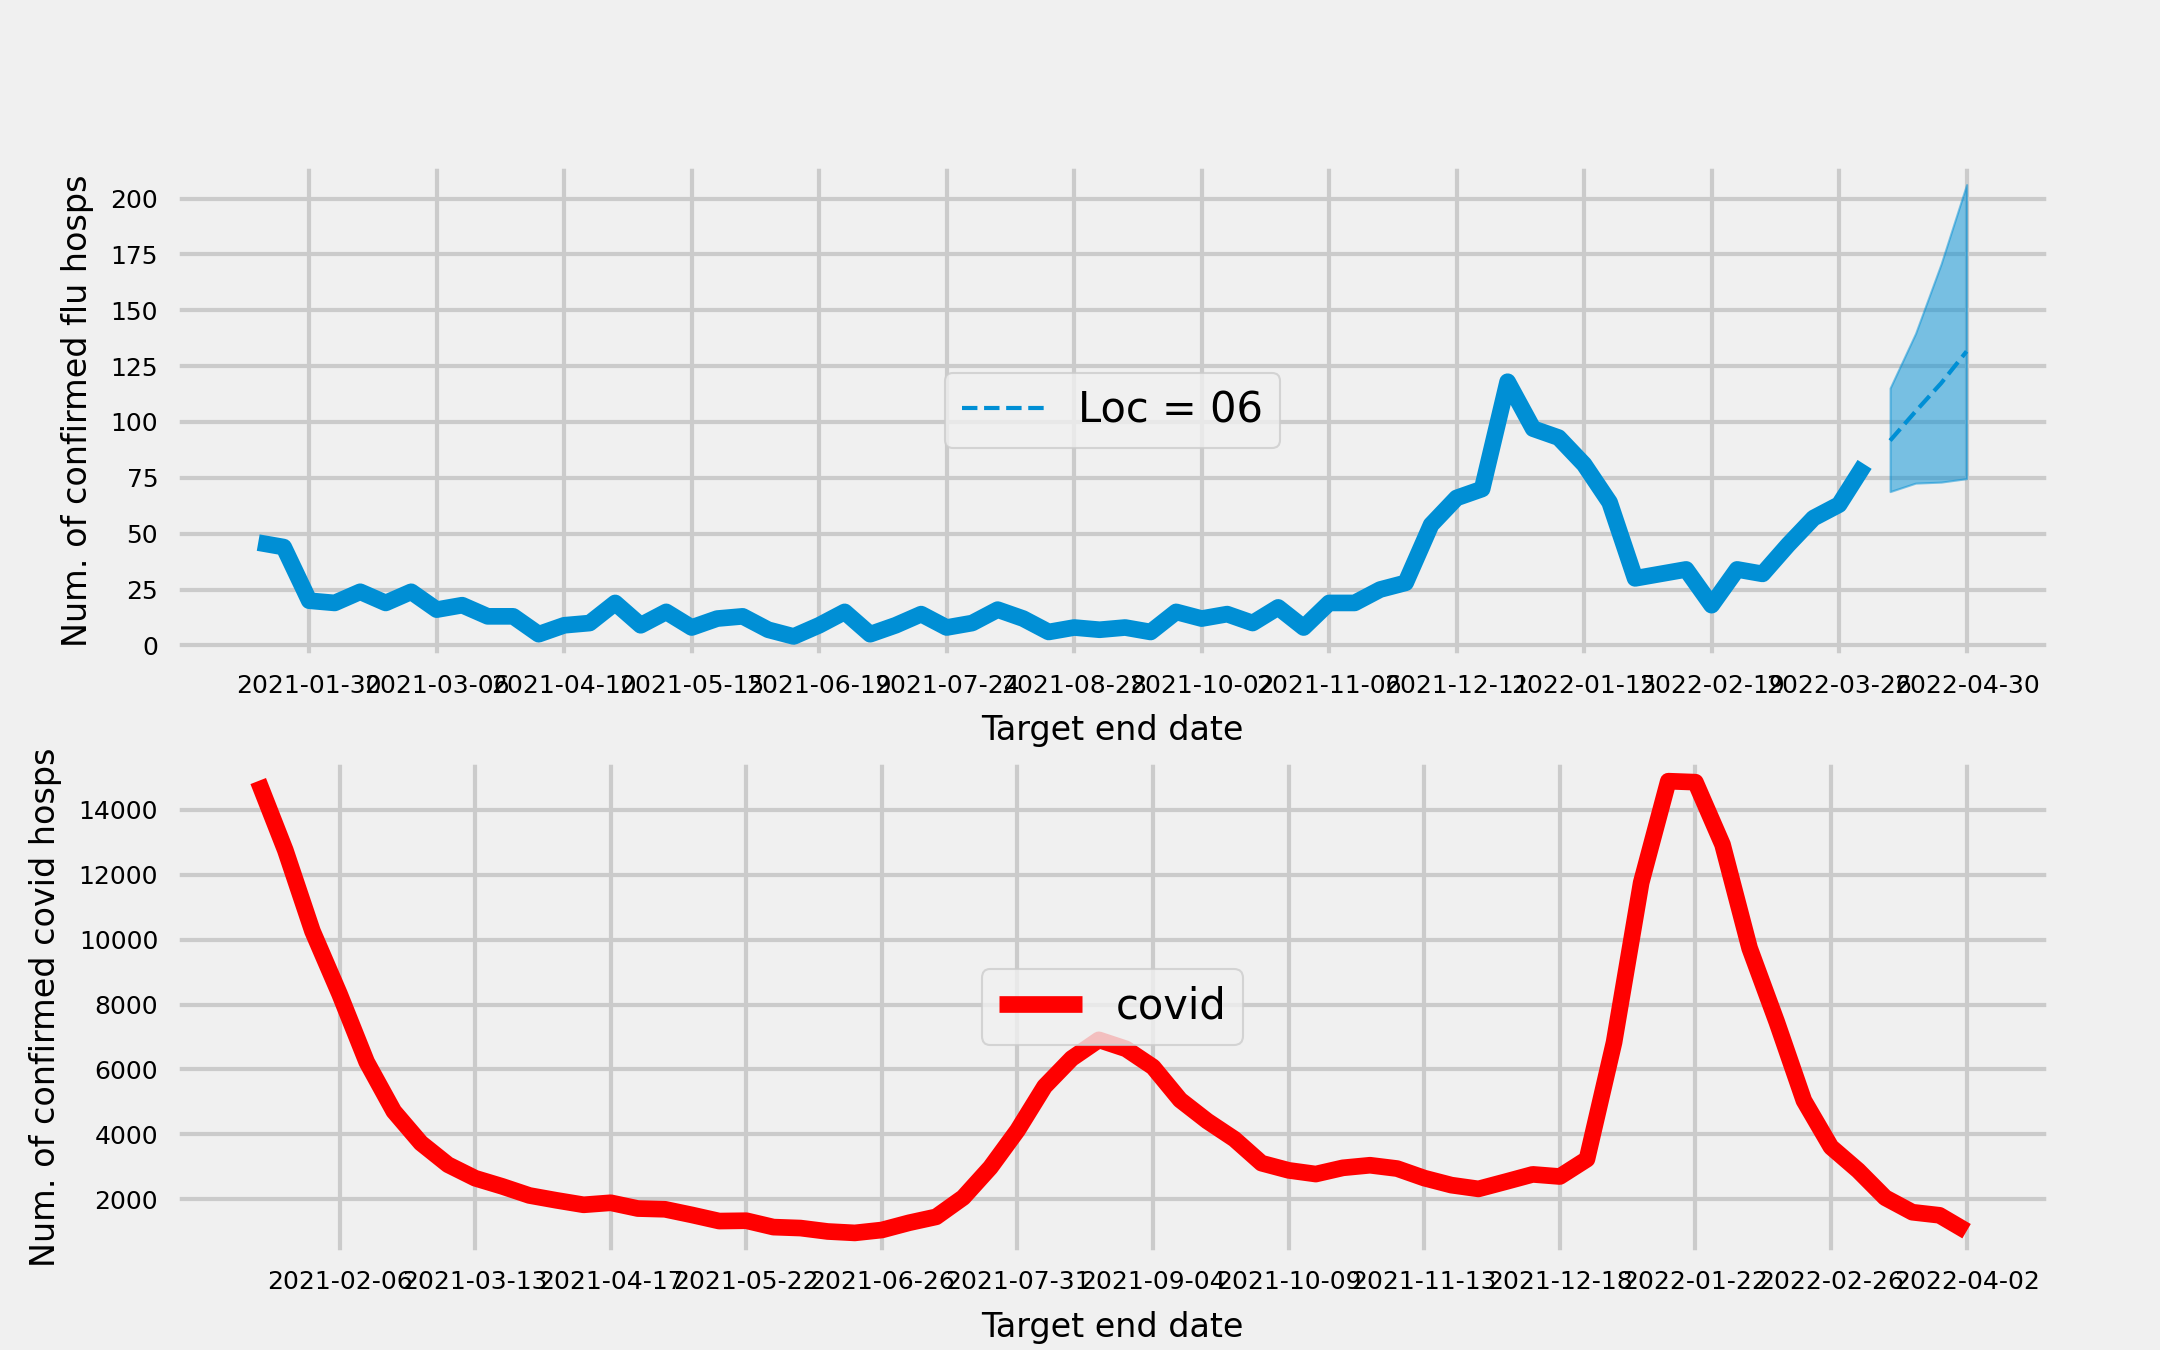 Num. of confirmed flu hosps
200
175
150
125
100
75
50
25
0
Loc = 06
2021-01-30 2021-03-06 2021-04-10 2021-05-15 2021-06-19 2021-07-24 2021-08-28 2021-10-02 2021-11-06 2021-12-11 2022-01-15 2022-02-19 2022-03-26 2022-04-30
Target end date
Num. of confirmed covid hosps
14000
12000
10000
8000
6000
4000
2000
covid
2021-02-06 2021-03-13 2021-04-17 2021-05-22 2021-06-26 2021-07-31 2021-09-04 2021-10-09 2021-11-13 2021-12-18 2022-01-22 2022-02-26 2022-04-02
Target end date